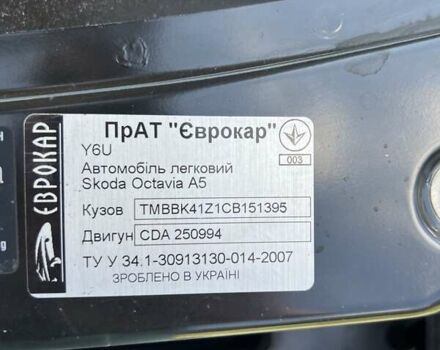 ЄВРОКАР
ПрАТ "Єврокар"
003
Y6U
Автомобіль легковий
Skoda Octavia A5
Кузов TMBBK41Z1CB151395
Двигун CDA 250994
ТУ У 34.1-30913130-014-2007
ЗРОБЛЕНО В УКРАЇНІ